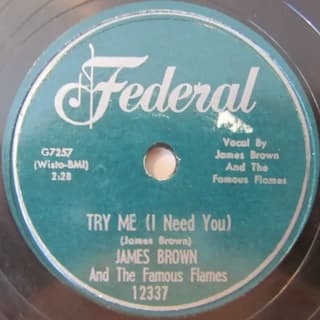 Federal
G7257
(Wisto-BMI)
2:28
Vocal By
James Brown
And The
Famous Flames
TRY ME (I Need You)
(James Brown)
JAMES BROWN
And The Famous Flames
12337